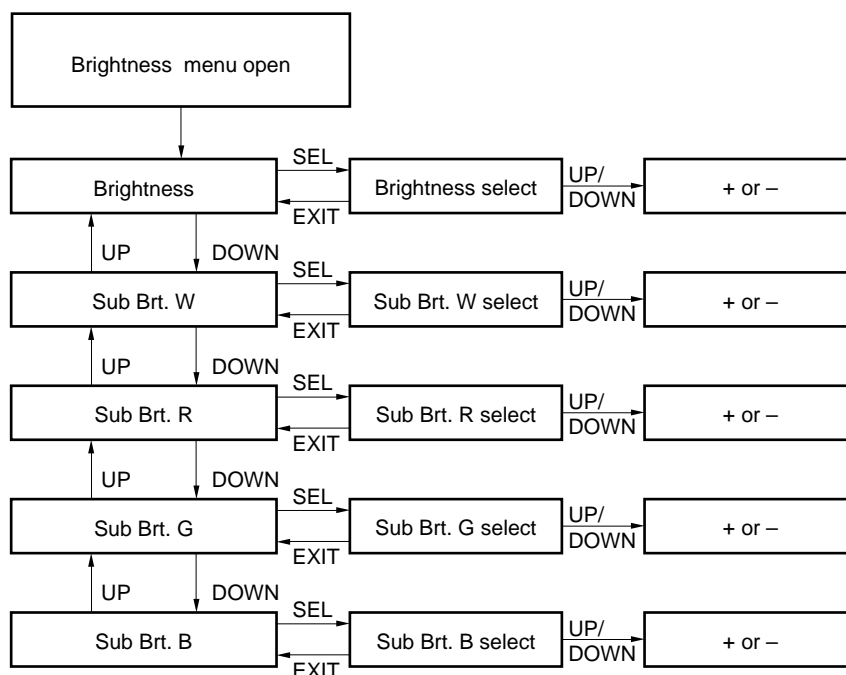 Brightness menu open
SEL
UP/
Brightness
Brightness select
+ or –
EXIT
DOWN
UP
DOWN
SEL
UP/
Sub Brt. W
Sub Brt. W select
+ or –
EXIT
DOWN
UP
DOWN
SEL
UP/
Sub Brt. R
Sub Brt. R select
+ or –
EXIT
DOWN
UP
DOWN
SEL
UP/
Sub Brt. G
Sub Brt. G select
+ or –
EXIT
DOWN
UP
DOWN
SEL
UP/
Sub Brt. B
Sub Brt. B select
+ or –
EXIT
DOWN